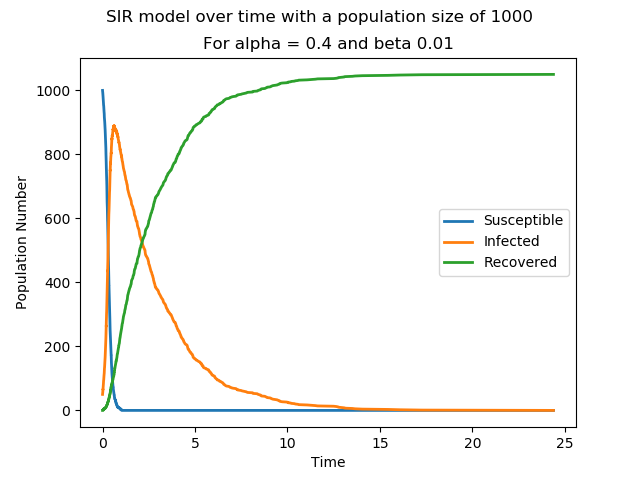 SIR model over time with a population size of 1000
For alpha = 0.4 and beta 0.01
1000
800
600
400
200
0
Population Number
Susceptible
Infected
Recovered
0 5 10 15 20 25
Time